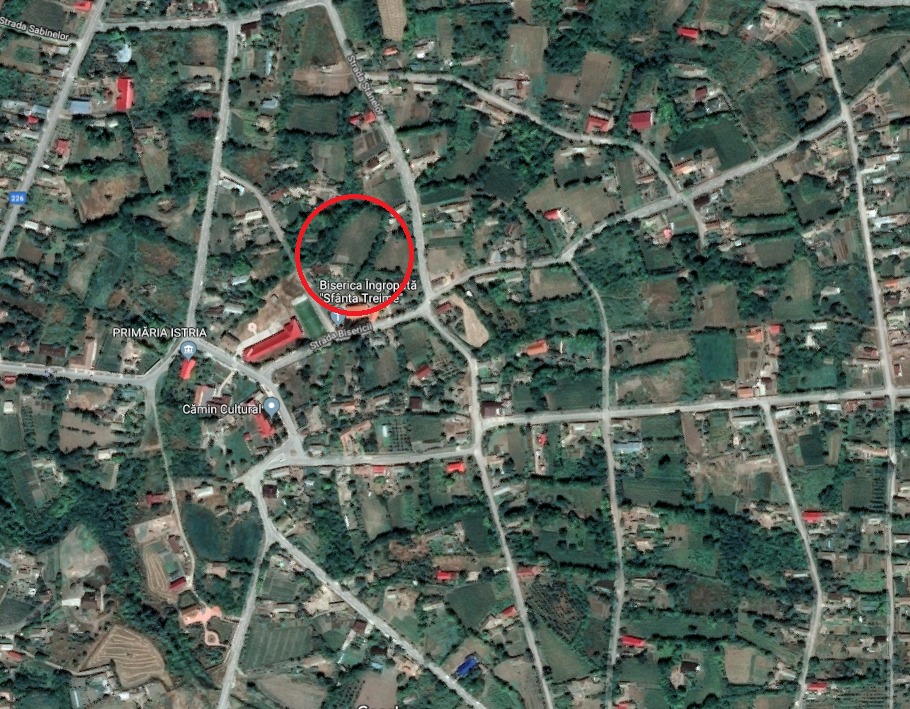 Strada Sabinelor
226
Biserica Îngropată
"Sfânta Treime"
PRIMĂRIA ISTRIA
Strada Bisericii
Cămin Cultural